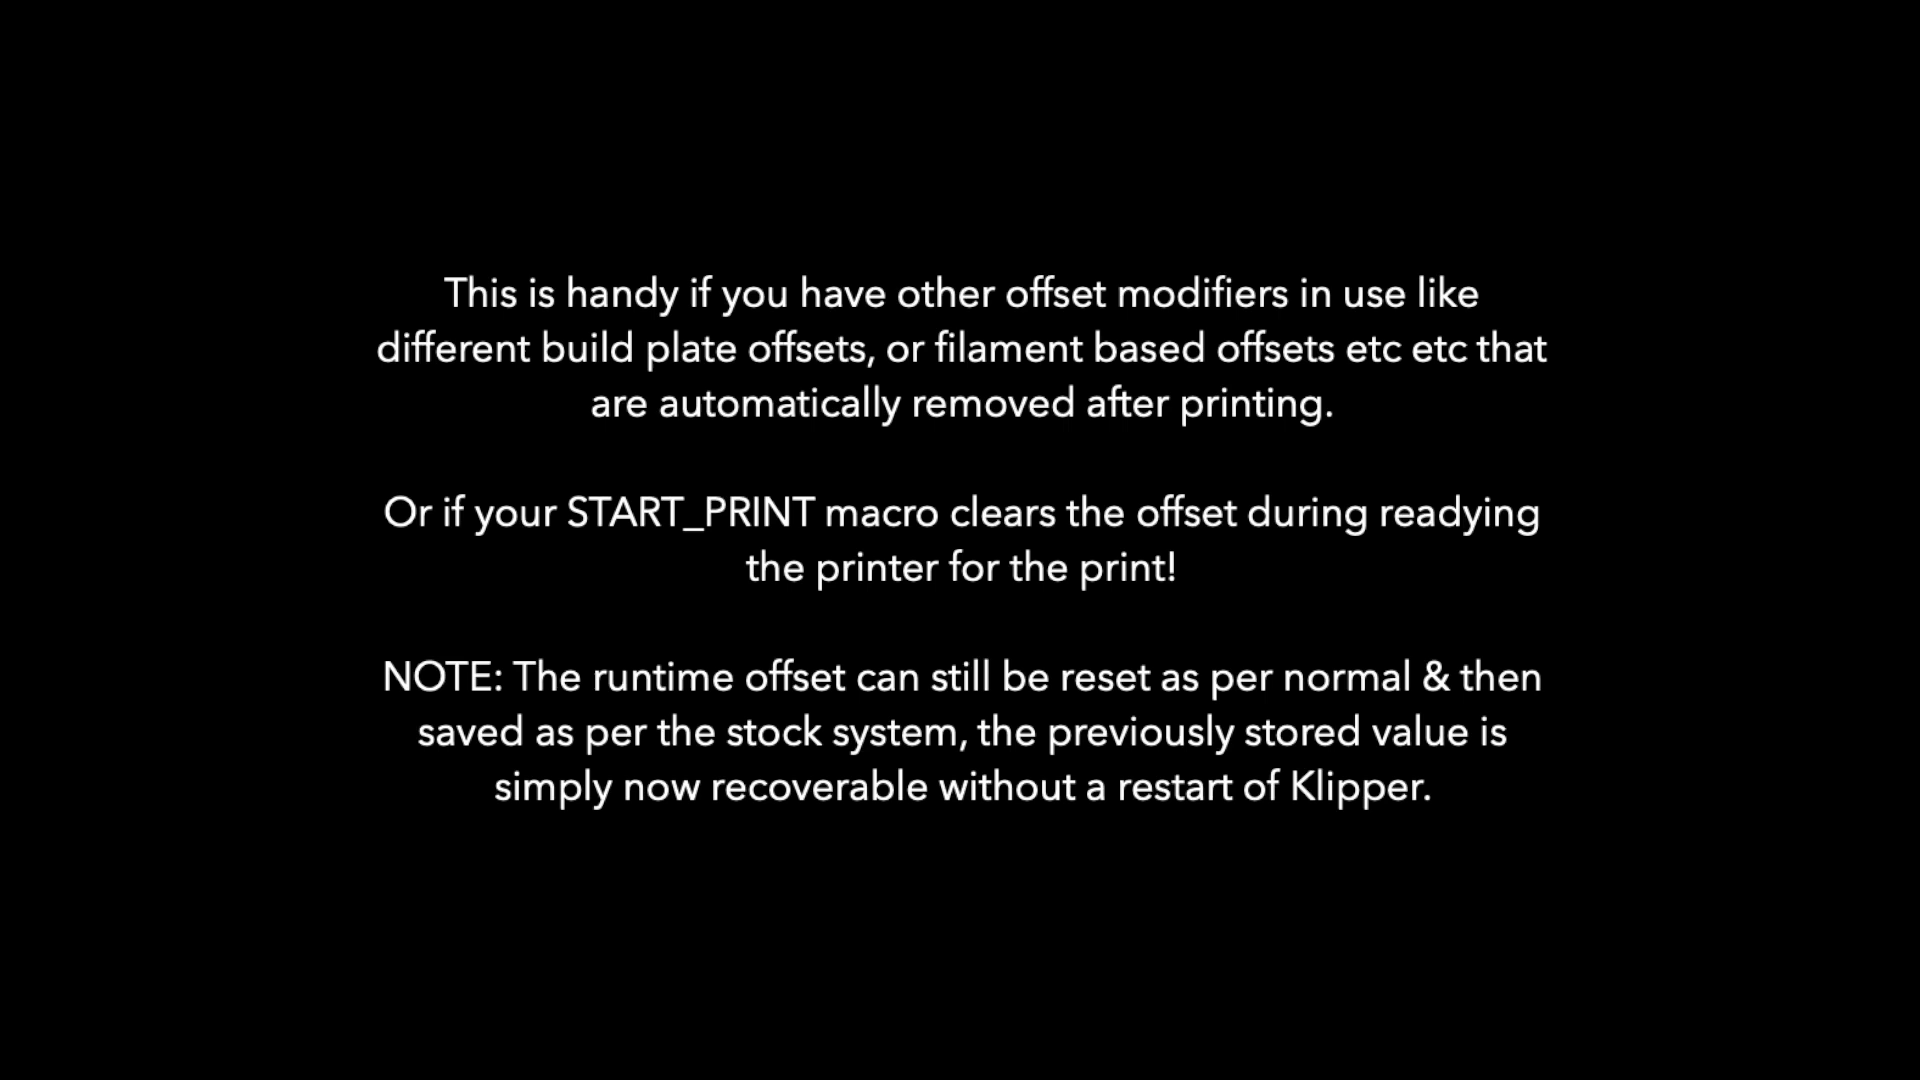 This is handy if you have other offset modifiers in use like
different build plate offsets, or filament based offsets etc etc that
are automatically removed after printing.
Or if your START_PRINT macro clears the offset during readying
the printer for the print!
NOTE: The runtime offset can still be reset as per normal & then
saved as per the stock system, the previously stored value is
simply now recoverable without a restart of Klipper.